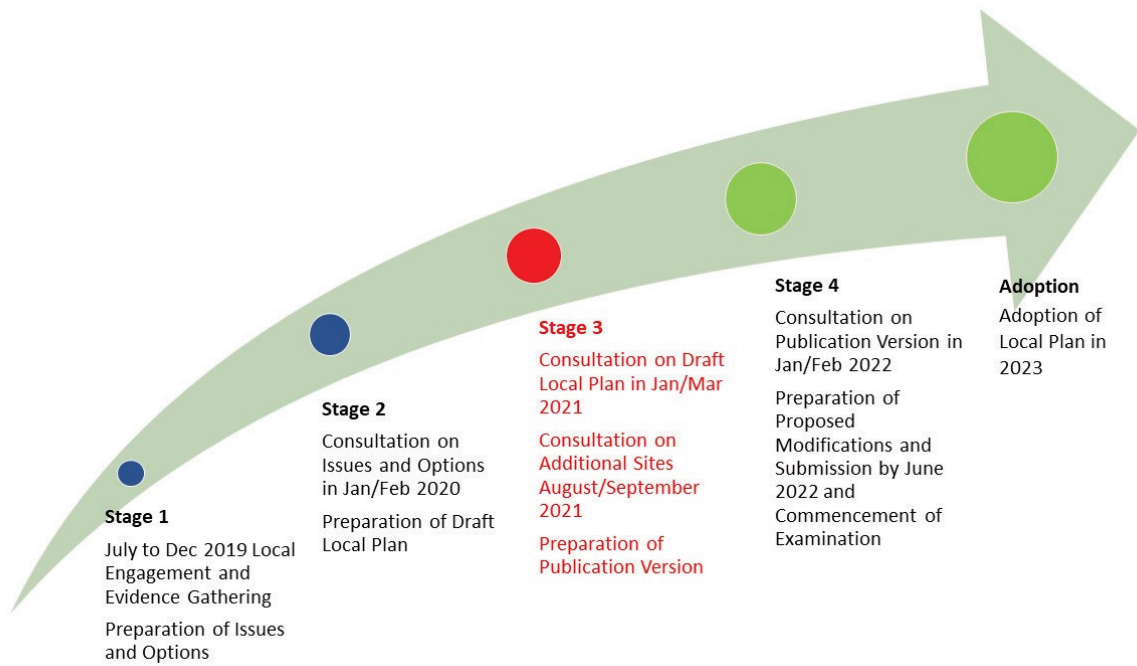 Stage 1
July to Dec 2019 Local
Engagement and
Evidence Gathering
Preparation of Issues
and Options
Stage 2
Consultation on
Issues and Options
in Jan/Feb 2020
Preparation of Draft
Local Plan
Stage 3
Consultation on Draft
Local Plan in Jan/Mar
2021
Consultation on
Additional Sites
August/September
2021
Preparation of
Publication Version
Stage 4
Consultation on
Publication Version in
Jan/Feb 2022
Preparation of
Proposed
Modifications and
Submission by June
2022 and
Commencement of
Examination
Adoption
Adoption of
Local Plan in
2023